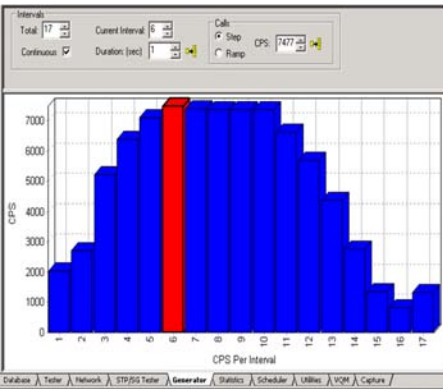 Intervals
Total: 17
Current Interval: 6
Continuous
Duration: (sec) 1
Calls
Step
Ramp
CPS: 7477
CPS
7000
6000
5000
4000
3000
2000
1000
0
1 2 3 4 5 6 7 8 9 10 11 12 13 14 15 16 17
CPS Per Interval
Database Tester Network STP/SG Tester Generator Statistics Scheduler Utilities VQM Capture